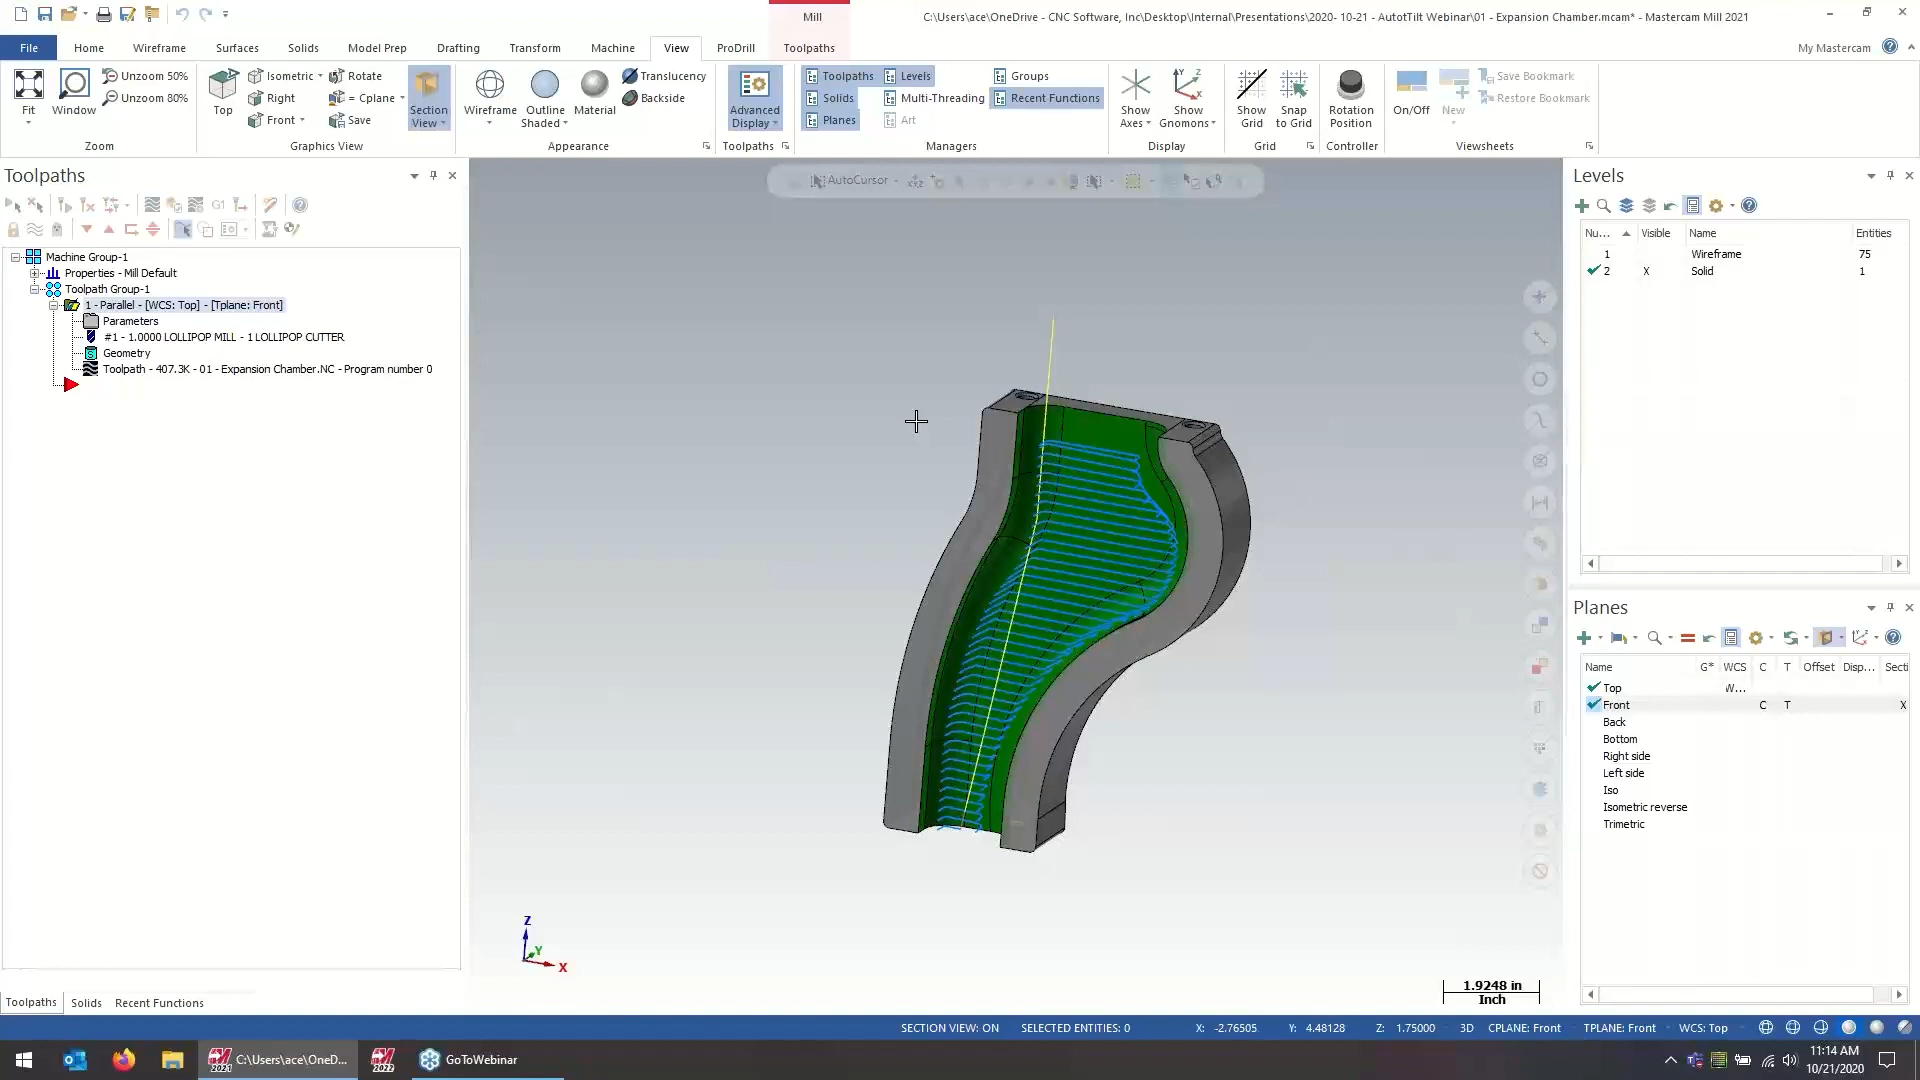 C:\Users\ace\OneDrive - CNC Software, Inc\Desktop\Internal\Presentations\2020- 10-21 - AutotTilt Webinar\01 - Expansion Chamber.mcam* - Mastercam Mill 2021
Mill
File Home Wireframe Surfaces Solids Model Prep Drafting Transform Machine View ProDrill Toolpaths My Mastercam
Fit Window Unzoom 50% Unzoom 80%
Zoom
Top Isometric Right Front Rotate = Cplane Save Section View
Graphics View
Wireframe Outline Shaded Material Translucency Backside
Appearance
Advanced Display
Toolpaths
Toolpaths Levels Groups
Solids Multi-Threading Recent Functions
Planes Art
Managers
Show Axes Show Gnomons
Display
Show Grid Snap to Grid
Grid
Rotation Position
Controller
On/Off New Save Bookmark Restore Bookmark
Viewsheets
Toolpaths
G1
Machine Group-1
Properties - Mill Default
Toolpath Group-1
1 - Parallel - [WCS: Top] - [Tplane: Front]
Parameters
#1 - 1.0000 LOLLIPOP MILL - 1 LOLLIPOP CUTTER
Geometry
Toolpath - 407.3K - 01 - Expansion Chamber.NC - Program number 0
Toolpaths Solids Recent Functions
AutoCursor
Z
Y
X
1.9248 in
Inch
Levels
Nu... Visible Name Entities
1 Wireframe 75
2 X Solid 1
Planes
Name G* WCS C T Offset Disp... Secti
Top W...
Front C T X
Back
Bottom
Right side
Left side
Iso
Isometric reverse
Trimetric
SECTION VIEW: ON SELECTED ENTITIES: 0 X: -2.76505 Y: 4.48128 Z: 1.75000 3D CPLANE: Front TPLANE: Front WCS: Top
2021 C:\Users\ace\OneD... 2022 GoToWebinar
11:14 AM
10/21/2020